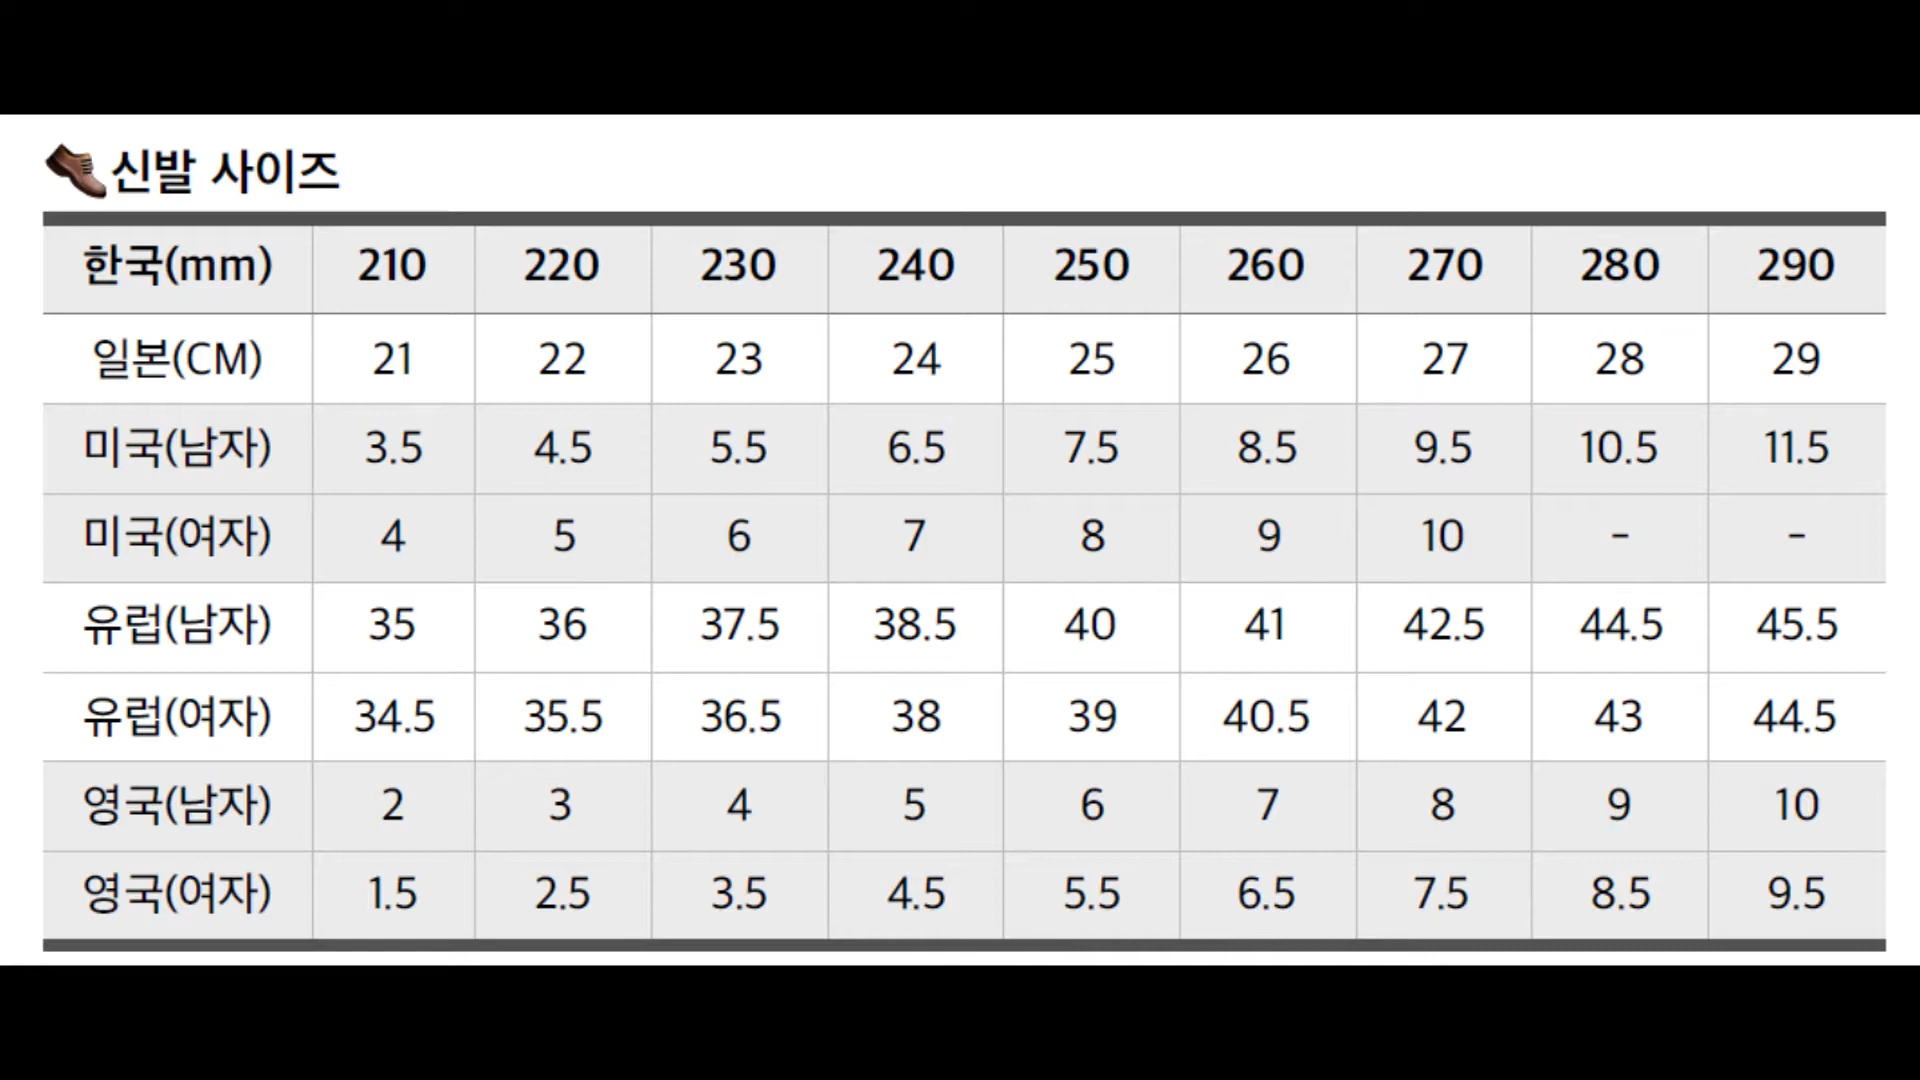 신발 사이즈
한국(mm) 210 220 230 240 250 260 270 280 290
일본(CM) 21 22 23 24 25 26 27 28 29
미국(남자) 3.5 4.5 5.5 6.5 7.5 8.5 9.5 10.5 11.5
미국(여자) 4 5 6 7 8 9 10 - -
유럽(남자) 35 36 37.5 38.5 40 41 42.5 44.5 45.5
유럽(여자) 34.5 35.5 36.5 38 39 40.5 42 43 44.5
영국(남자) 2 3 4 5 6 7 8 9 10
영국(여자) 1.5 2.5 3.5 4.5 5.5 6.5 7.5 8.5 9.5